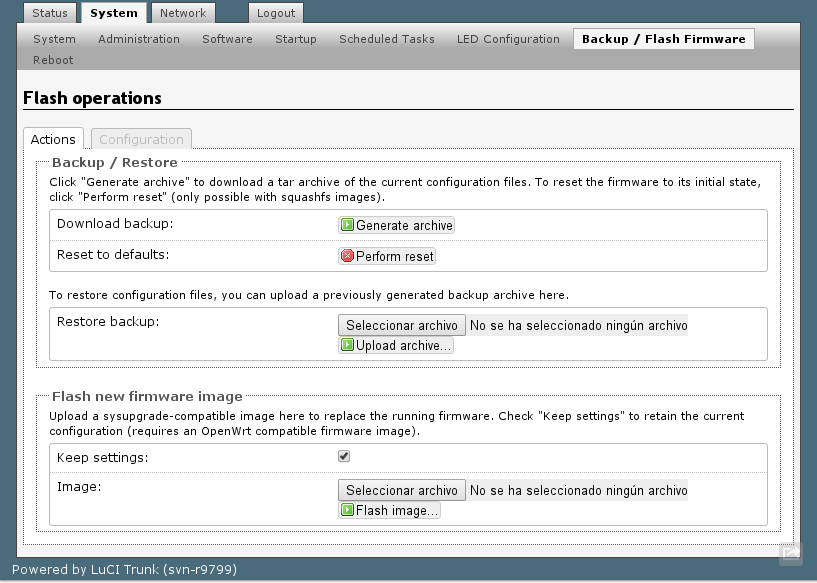 Status System Network Logout
System Administration Software Startup Scheduled Tasks LED Configuration Backup / Flash Firmware
Reboot
Flash operations
Actions Configuration
Backup / Restore
Click "Generate archive" to download a tar archive of the current configuration files. To reset the firmware to its initial state,
click "Perform reset" (only possible with squashfs images).
Download backup: Generate archive
Reset to defaults: Perform reset
To restore configuration files, you can upload a previously generated backup archive here.
Restore backup: Seleccionar archivo No se ha seleccionado ningún archivo
Upload archive...
Flash new firmware image
Upload a sysupgrade-compatible image here to replace the running firmware. Check "Keep settings" to retain the current
configuration (requires an OpenWrt compatible firmware image).
Keep settings:
Image: Seleccionar archivo No se ha seleccionado ningún archivo
Flash image...
Powered by LuCI Trunk (svn-r9799)